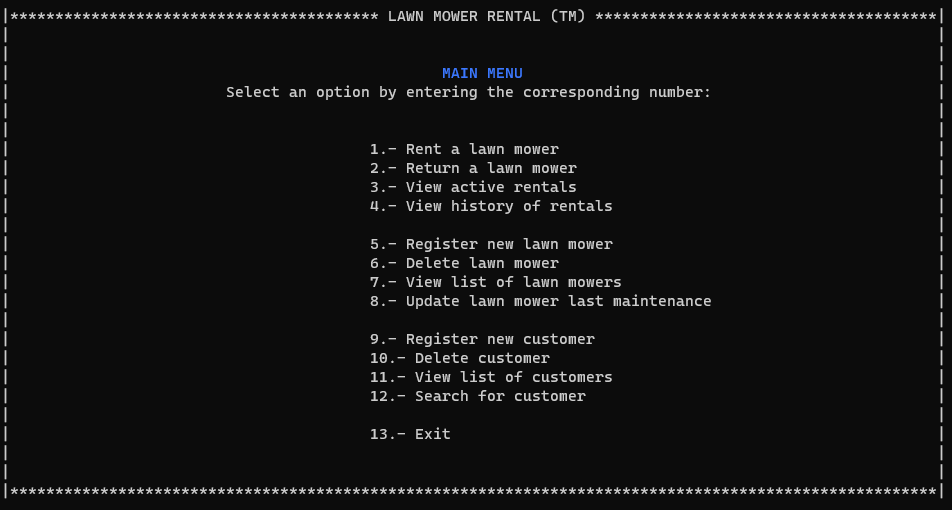 |***************************************** LAWN MOWER RENTAL (TM) **************************************|
MAIN MENU
Select an option by entering the corresponding number:
1.- Rent a lawn mower
2.- Return a lawn mower
3.- View active rentals
4.- View history of rentals
5.- Register new lawn mower
6.- Delete lawn mower
7.- View list of lawn mowers
8.- Update lawn mower last maintenance
9.- Register new customer
10.- Delete customer
11.- View list of customers
12.- Search for customer
13.- Exit
|*******************************************************************************************************|